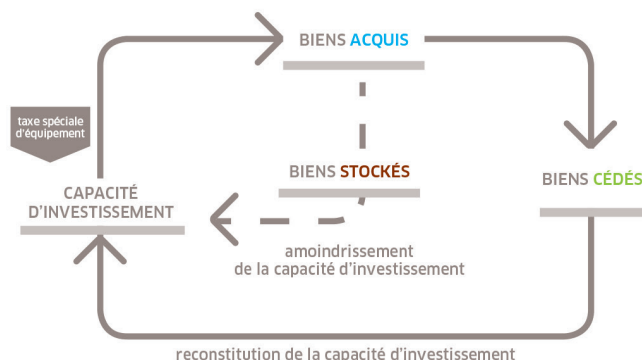 BIENS ACQUIS
taxe spéciale
d'équipement
BIENS STOCKÉS
BIENS CÉDÉS
CAPACITÉ
D'INVESTISSEMENT
amoindrissement
de la capacité d'investissement
reconstitution de la capacité d'investissement